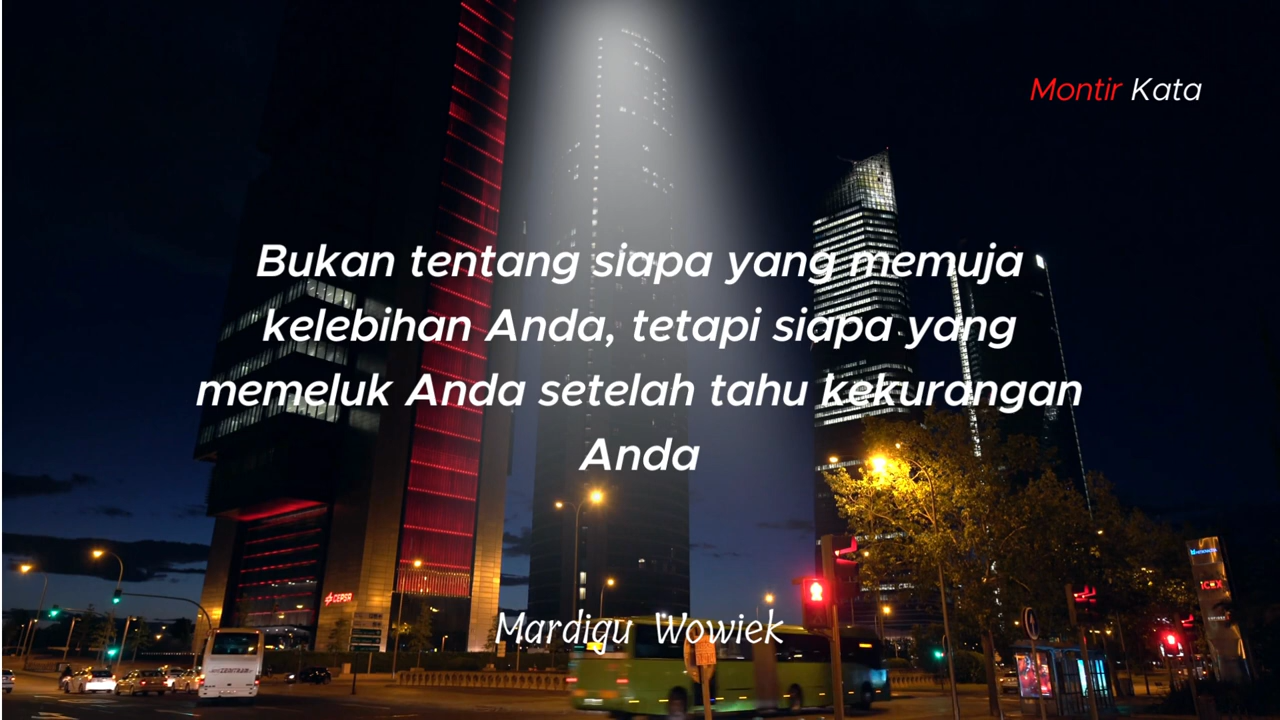 Montir Kata
Bukan tentang siapa yang memuja
kelebihan Anda, tetapi siapa yang
memeluk Anda setelah tahu kekurangan
Anda
CEPSA
Mardigu Wowiek